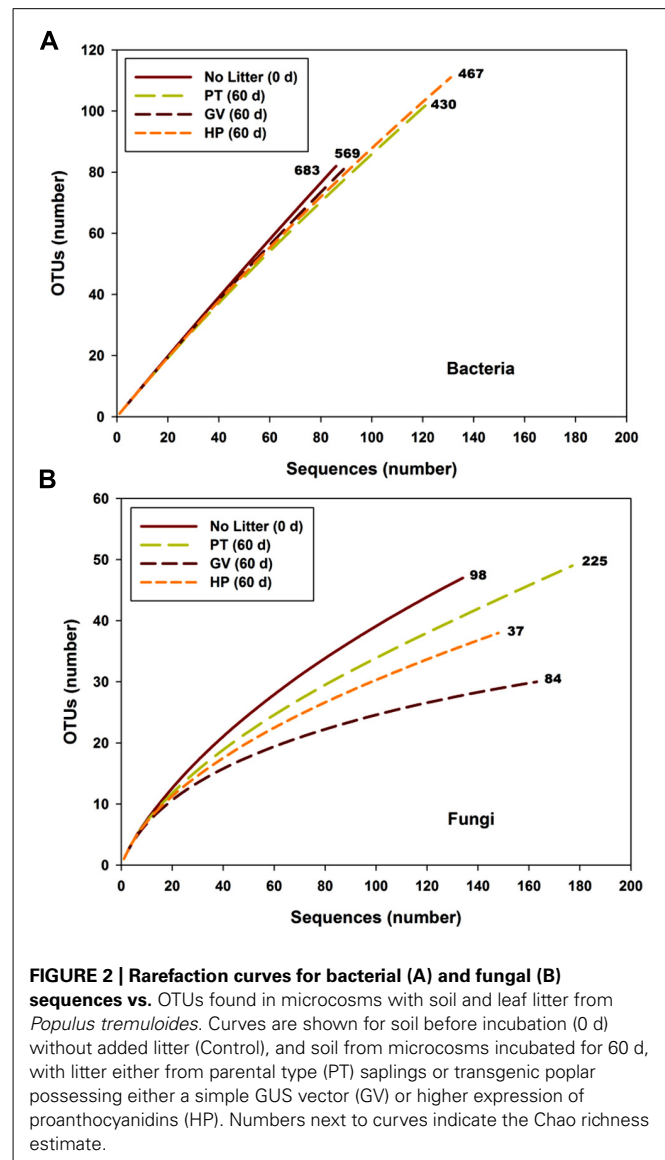 A
120
100
80
60
40
20
0
OTUs (number)
No Litter (0 d)
PT (60 d)
GV (60 d)
HP (60 d)
467
430
569
683
Bacteria
0 20 40 60 80 100 120 140 160 180 200
Sequences (number)
B
60
50
40
30
20
10
0
OTUs (number)
No Litter (0 d)
PT (60 d)
GV (60 d)
HP (60 d)
98
225
37
84
Fungi
0 20 40 60 80 100 120 140 160 180 200
Sequences (number)
FIGURE 2 | Rarefaction curves for bacterial (A) and fungal (B)
sequences vs. OTUs found in microcosms with soil and leaf litter from
Populus tremuloides. Curves are shown for soil before incubation (0 d)
without added litter (Control), and soil from microcosms incubated for 60 d,
with litter either from parental type (PT) saplings or transgenic poplar
possessing either a simple GUS vector (GV) or higher expression of
proanthocyanidins (HP). Numbers next to curves indicate the Chao richness
estimate.